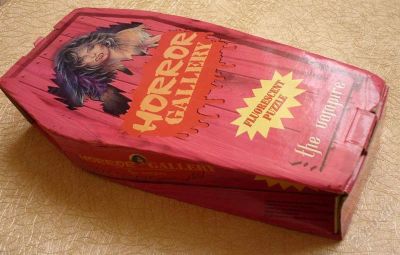 HORROR
GALLERY
FLUORESCENT
PUZZLE
the vampire
HORROR GALLERY